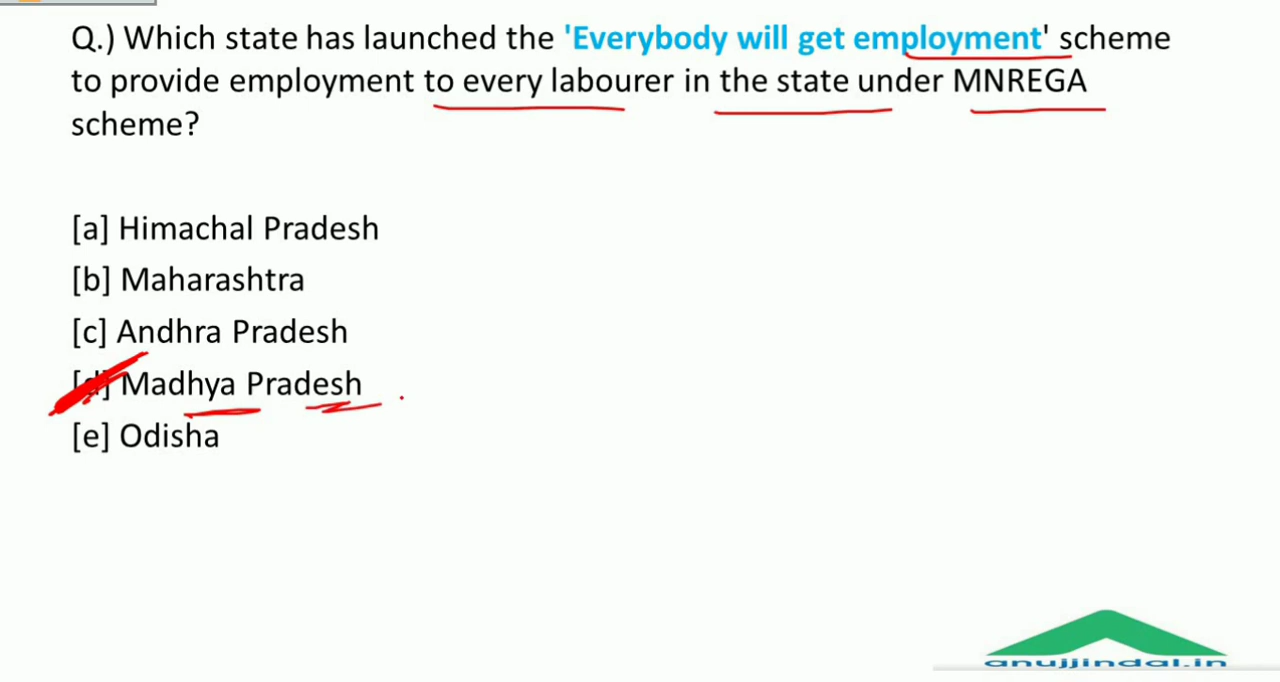 Q.) Which state has launched the 'Everybody will get employment' scheme
to provide employment to every labourer in the state under MNREGA
scheme?
[a] Himachal Pradesh
[b] Maharashtra
[c] Andhra Pradesh
[d] Madhya Pradesh
[e] Odisha
anujjindal.in